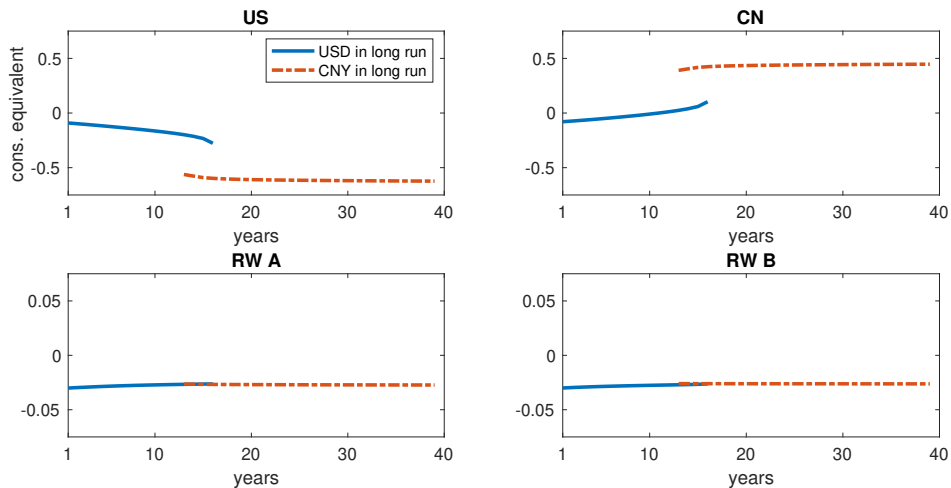 US
0.5
0
-0.5
cons. equivalent
USD in long run
CNY in long run
1 10 20 30 40
years
CN
0.5
0
-0.5
1 10 20 30 40
years
RW A
0.05
0
-0.05
1 10 20 30 40
years
RW B
0.05
0
-0.05
1 10 20 30 40
years